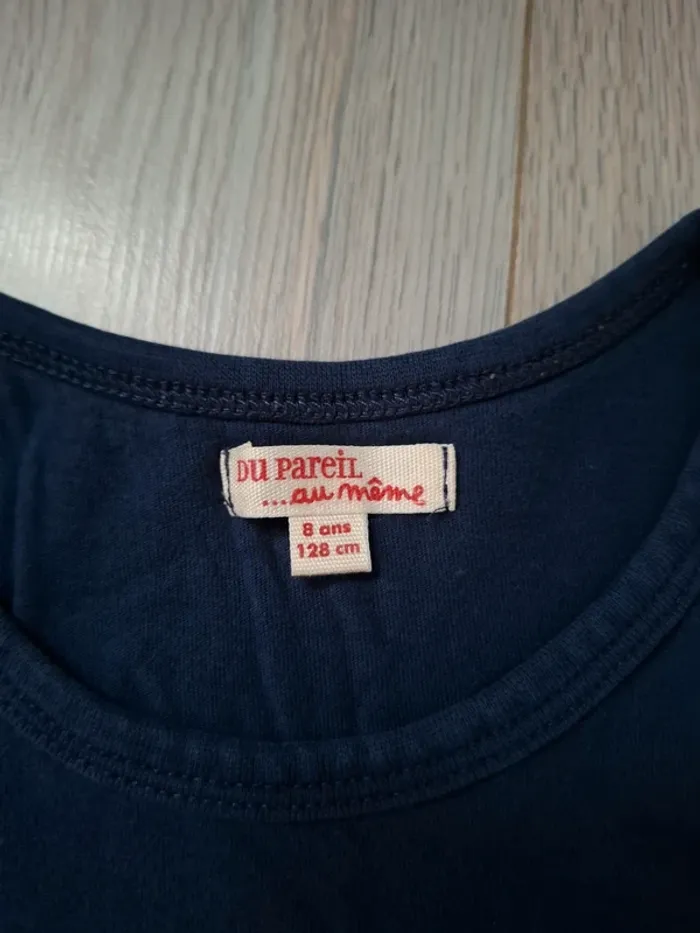 DU PAREIL
...au même
8 ans
128 cm